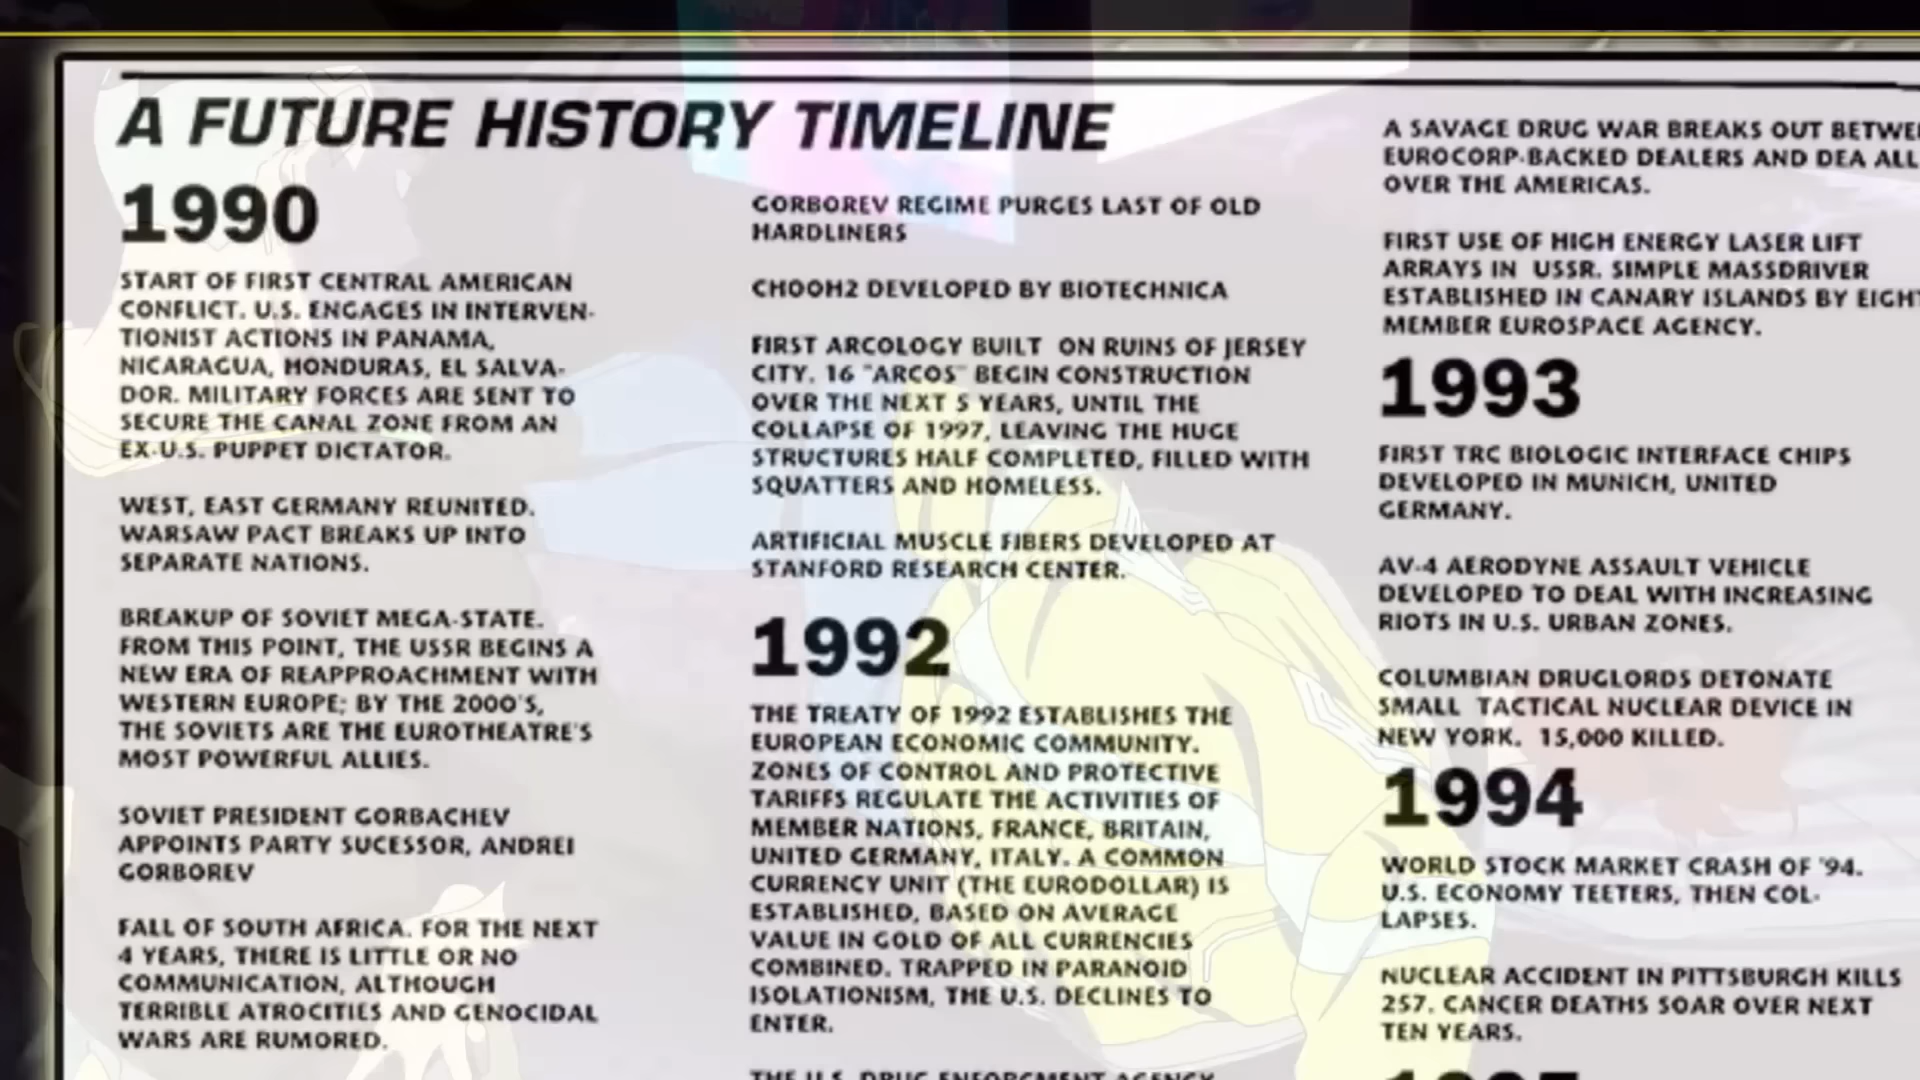 A FUTURE HISTORY TIMELINE
1990
START OF FIRST CENTRAL AMERICAN
CONFLICT. U.S. ENGAGES IN INTERVEN-
TIONIST ACTIONS IN PANAMA,
NICARAGUA, HONDURAS, EL SALVA-
DOR. MILITARY FORCES ARE SENT TO
SECURE THE CANAL ZONE FROM AN
EX-U.S. PUPPET DICTATOR.
WEST, EAST GERMANY REUNITED.
WARSAW PACT BREAKS UP INTO
SEPARATE NATIONS.
BREAKUP OF SOVIET MEGA-STATE.
FROM THIS POINT, THE USSR BEGINS A
NEW ERA OF REAPPROACHMENT WITH
WESTERN EUROPE; BY THE 2000'S,
THE SOVIETS ARE THE EUROTHEATRE'S
MOST POWERFUL ALLIES.
SOVIET PRESIDENT GORBACHEV
APPOINTS PARTY SUCESSOR, ANDREI
GORBOREV
FALL OF SOUTH AFRICA. FOR THE NEXT
4 YEARS, THERE IS LITTLE OR NO
COMMUNICATION, ALTHOUGH
TERRIBLE ATROCITIES AND GENOCIDAL
WARS ARE RUMORED.
GORBOREV REGIME PURGES LAST OF OLD
HARDLINERS
CHOOH2 DEVELOPED BY BIOTECHNICA
FIRST ARCOLOGY BUILT ON RUINS OF JERSEY
CITY. 16 "ARCOS" BEGIN CONSTRUCTION
OVER THE NEXT 5 YEARS, UNTIL THE
COLLAPSE OF 1997, LEAVING THE HUGE
STRUCTURES HALF COMPLETED, FILLED WITH
SQUATTERS AND HOMELESS.
ARTIFICIAL MUSCLE FIBERS DEVELOPED AT
STANFORD RESEARCH CENTER.
1992
THE TREATY OF 1992 ESTABLISHES THE
EUROPEAN ECONOMIC COMMUNITY.
ZONES OF CONTROL AND PROTECTIVE
TARIFFS REGULATE THE ACTIVITIES OF
MEMBER NATIONS, FRANCE, BRITAIN,
UNITED GERMANY, ITALY. A COMMON
CURRENCY UNIT (THE EURODOLLAR) IS
ESTABLISHED, BASED ON AVERAGE
VALUE IN GOLD OF ALL CURRENCIES
COMBINED. TRAPPED IN PARANOID
ISOLATIONISM, THE U.S. DECLINES TO
ENTER.
THE U.S. DRUG ENFORCMENT AGENCY
A SAVAGE DRUG WAR BREAKS OUT
EUROCORP-BACKED DEALERS AND DEA ALL
OVER THE AMERICAS.
FIRST USE OF HIGH ENERGY LASER LIFT
ARRAYS IN USSR. SIMPLE MASSDRIVER
ESTABLISHED IN CANARY ISLANDS BY EIGHT
MEMBER EUROSPACE AGENCY.
1993
FIRST TRC BIOLOGIC INTERFACE CHIPS
DEVELOPED IN MUNICH, UNITED
GERMANY.
AV-4 AERODYNE ASSAULT VEHICLE
DEVELOPED TO DEAL WITH INCREASING
RIOTS IN U.S. URBAN ZONES.
COLUMBIAN DRUGLORDS DETONATE
SMALL TACTICAL NUCLEAR DEVICE IN
NEW YORK. 15,000 KILLED.
1994
WORLD STOCK MARKET CRASH OF '94.
U.S. ECONOMY TEETERS, THEN COL-
LAPSES.
NUCLEAR ACCIDENT IN PITTSBURGH KILLS
257. CANCER DEATHS SOAR OVER NEXT
TEN YEARS.